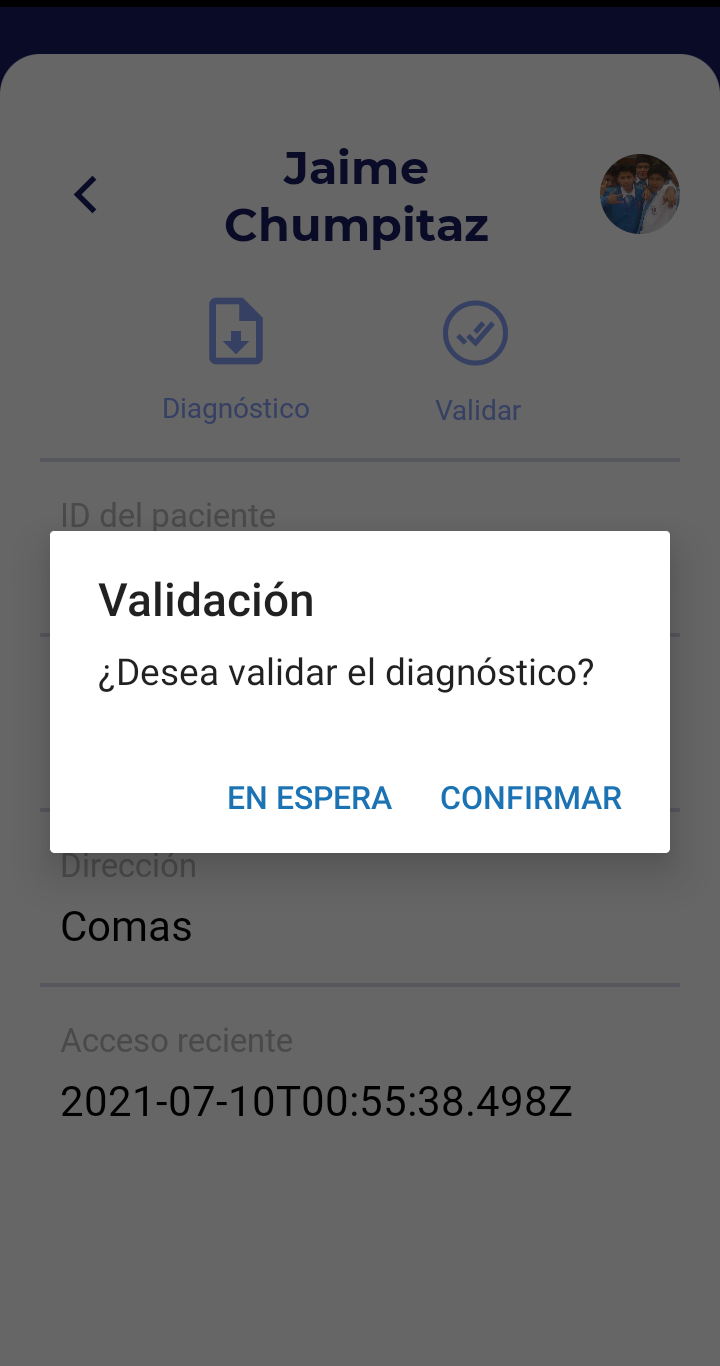 Jaime
Chumpitaz
Diagnóstico
Validar
ID del paciente
Validación
¿Desea validar el diagnóstico?
EN ESPERA
CONFIRMAR
Dirección
Comas
Acceso reciente
2021-07-10T00:55:38.498Z